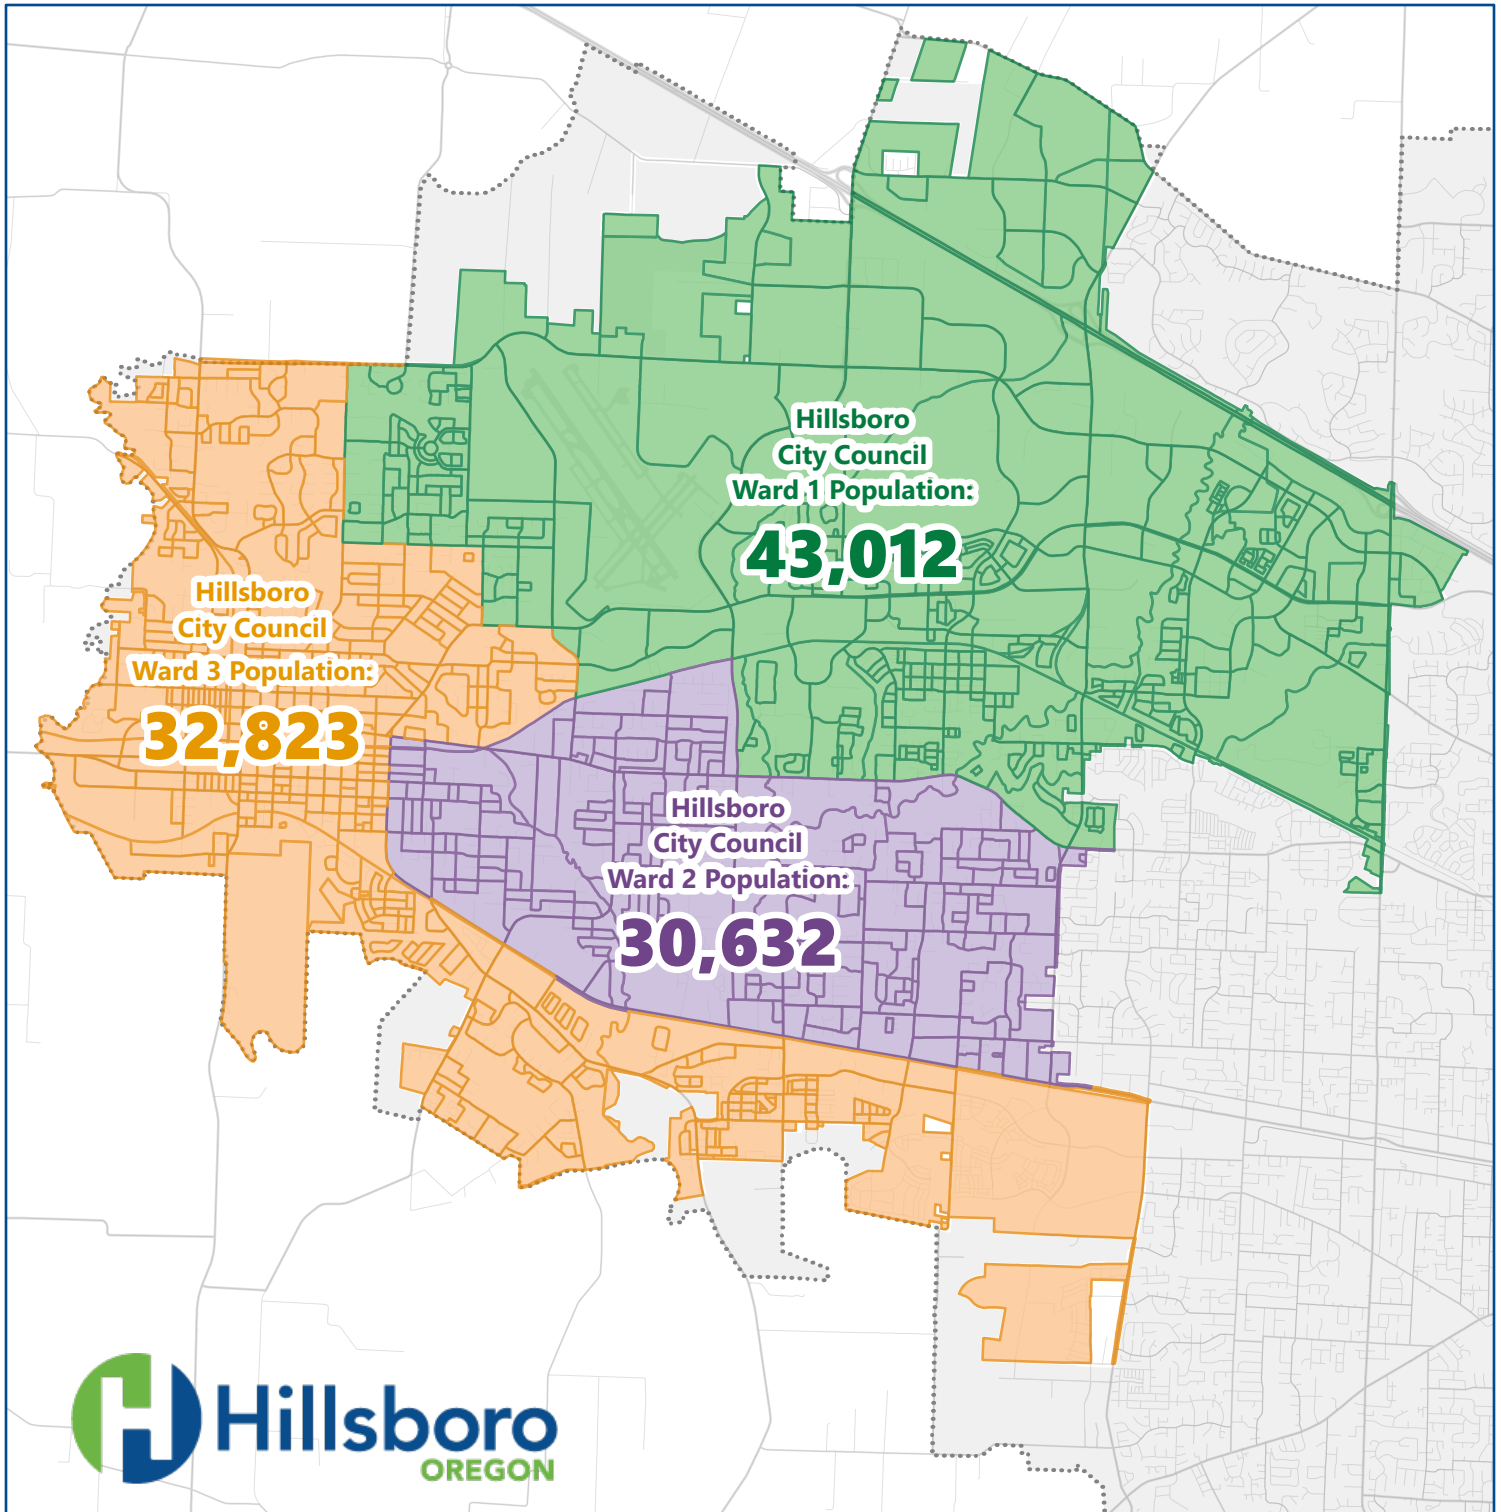 Hillsboro
City Council
Ward 1 Population:
43,012
Hillsboro
City Council
Ward 3 Population:
32,823
Hillsboro
City Council
Ward 2 Population:
30,632
Hillsboro
OREGON